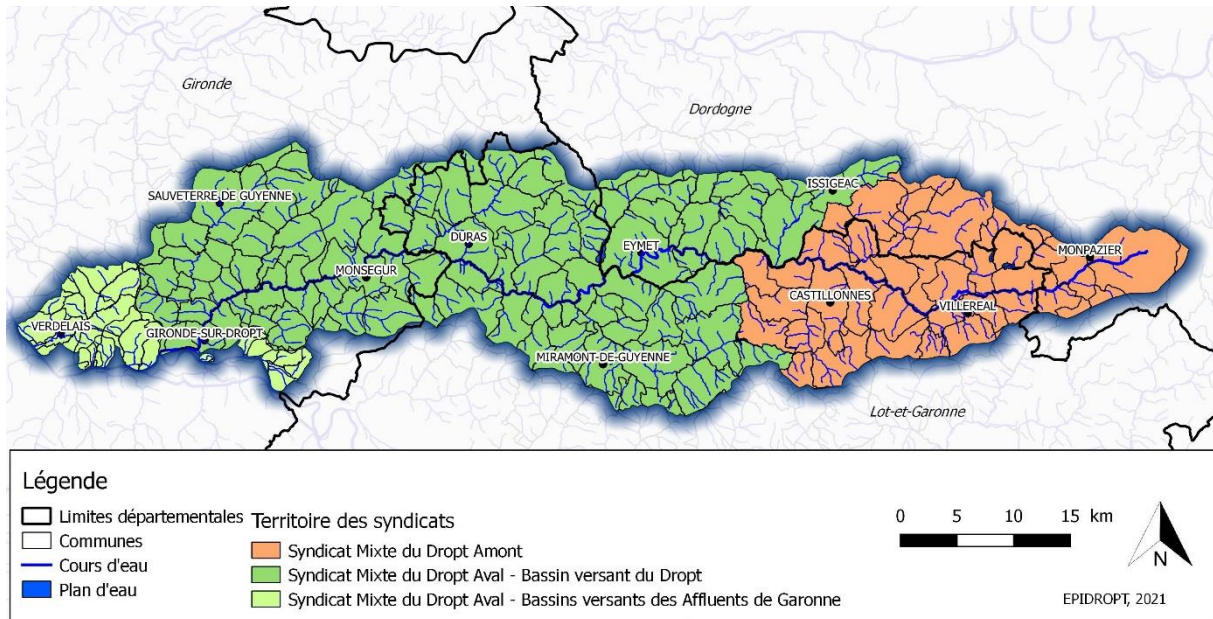 Gironde
Dordogne
ISSIGEAC
SAUVETERRE DE GUYENNE
DURAS
EYMET
MONPAZIER
MONSEGUR
CASTILLONNES
VILLEREAL
VERDELAIS
GIRONDE-SUR-DROPT
MIRAMONT-DE-GUYENNE
Lot-et-Garonne
Légende
Limites départementales
Communes
Cours d'eau
Plan d'eau
Territoire des syndicats
Syndicat Mixte du Dropt Amont
Syndicat Mixte du Dropt Aval - Bassin versant du Dropt
Syndicat Mixte du Dropt Aval - Bassins versants des Affluents de Garonne
0 5 10 15 km
N
EPIDROPT, 2021